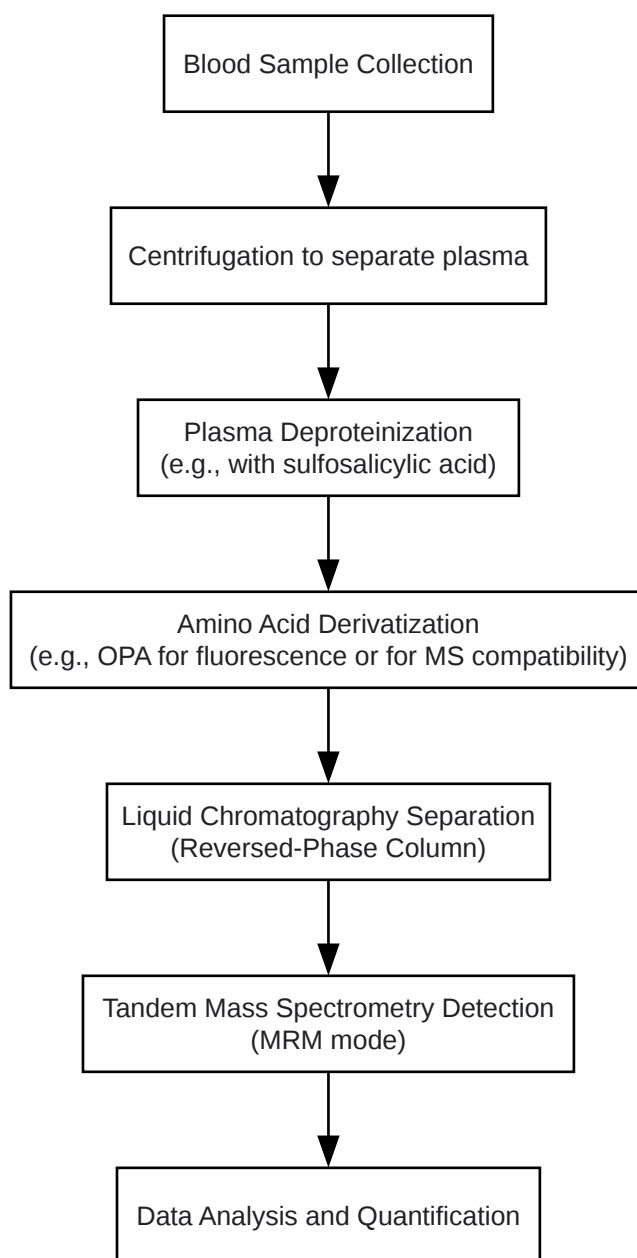 Blood Sample Collection
Centrifugation to separate plasma
Plasma Deproteinization
(e.g., with sulfosalicylic acid)
Amino Acid Derivatization
(e.g., OPA for fluorescence or for MS compatibility)
Liquid Chromatography Separation
(Reversed-Phase Column)
Tandem Mass Spectrometry Detection
(MRM mode)
Data Analysis and Quantification